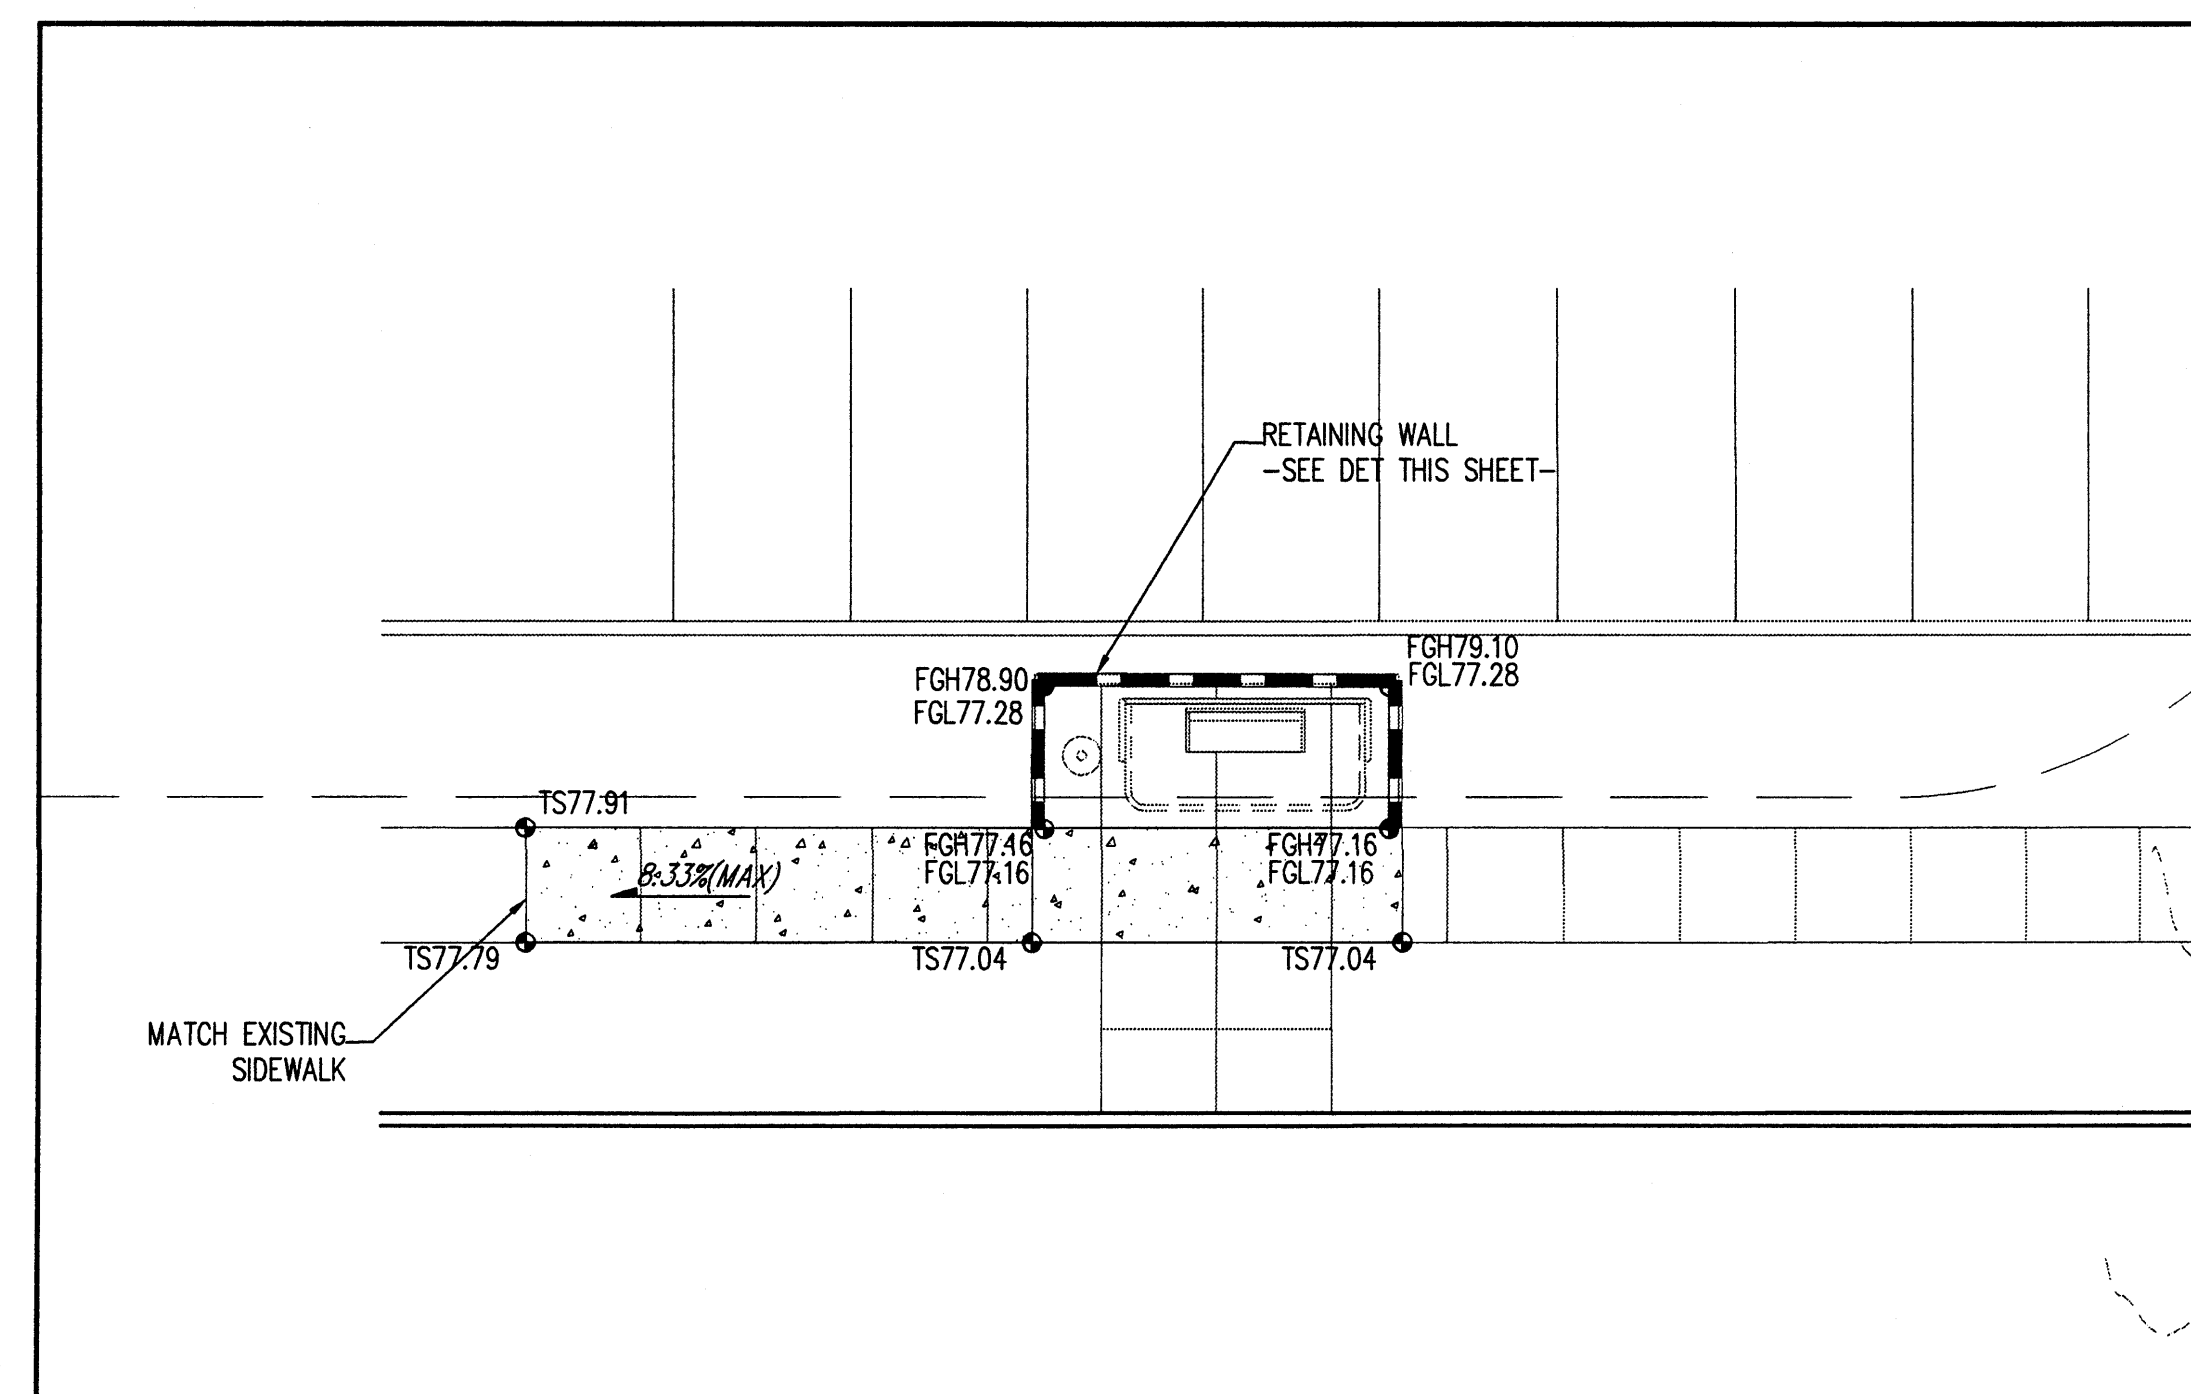 RETAINING WALL
-SEE DET THIS SHEET-
FGH79.10
FGL77.28
FGH78.90
FGL77.28
TS77.91
FGH77.16
FGL77.16
FGH77.16
FGL77.16
8.33%(MAX)
TS77.79
TS77.04
TS77.04
MATCH EXISTING
SIDEWALK